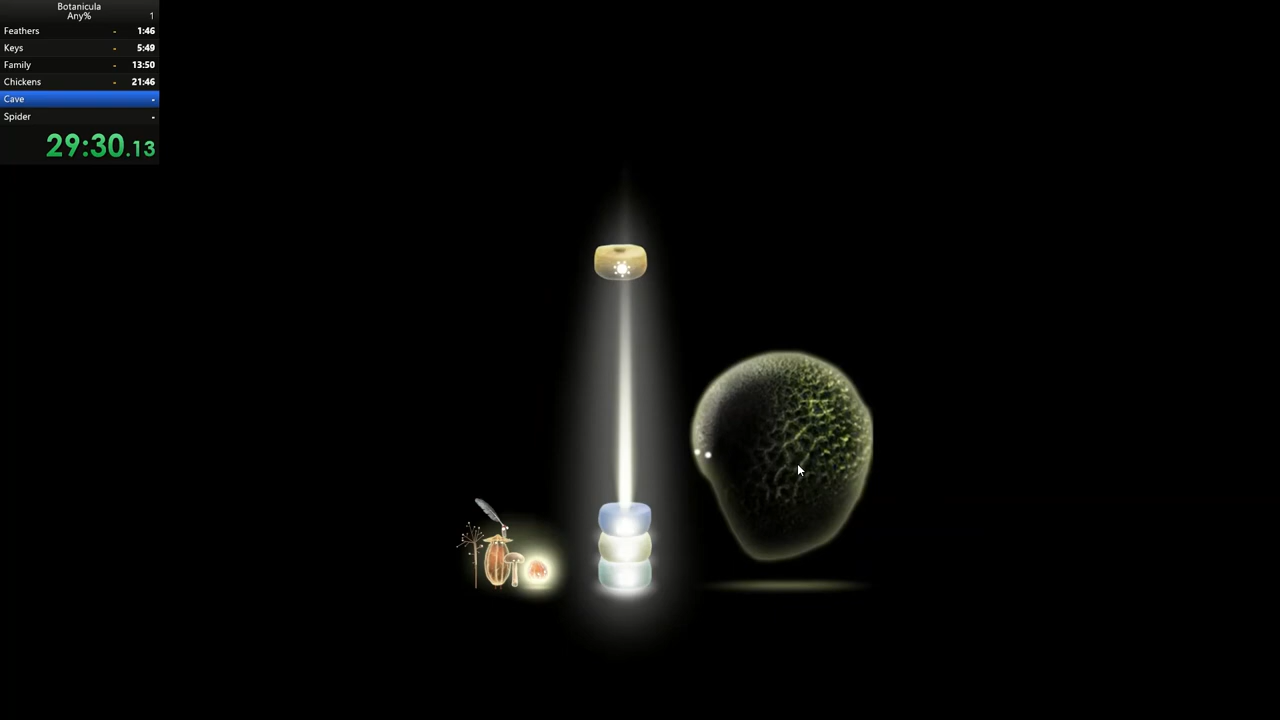 Botanicula
Any% 1
Feathers - 1:46
Keys - 5:49
Family - 13:50
Chickens - 21:46
Cave -
Spider -
29:30.13